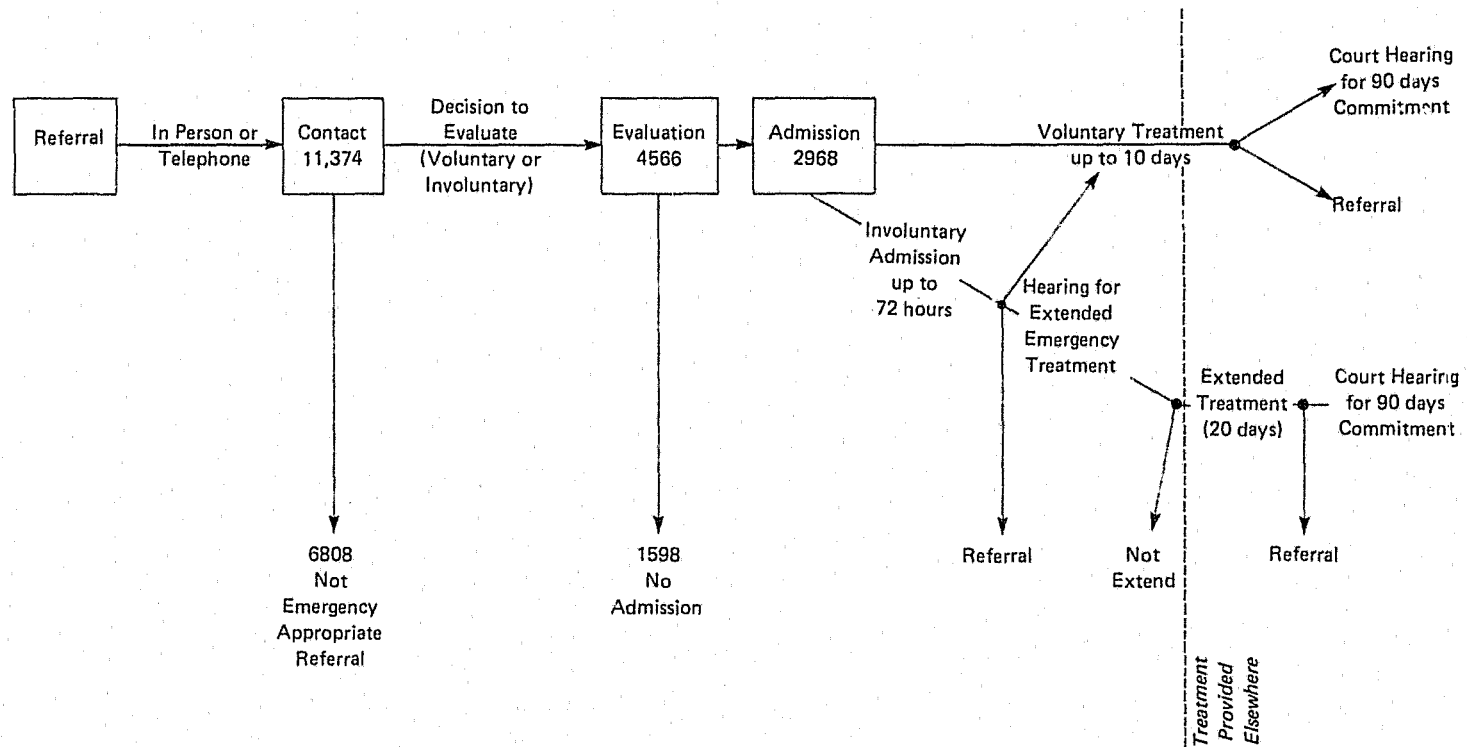 Referral
In Person or
Telephone
Contact
11,374
Decision to
Evaluate
(Voluntary or
Involuntary)
Evaluation
4566
Admission
2968
Voluntary Treatment
up to 10 days
Court Hearing
for 90 days
Commitment
Referral
Involuntary
Admission
up to
72 hours
Hearing for
Extended
Emergency
Treatment
Extended
Treatment
(20 days)
Court Hearing
for 90 days
Commitment
6808
Not
Emergency
Appropriate
Referral
1598
No
Admission
Referral
Not
Extend
Referral
Treatment
Provided
Elsewhere